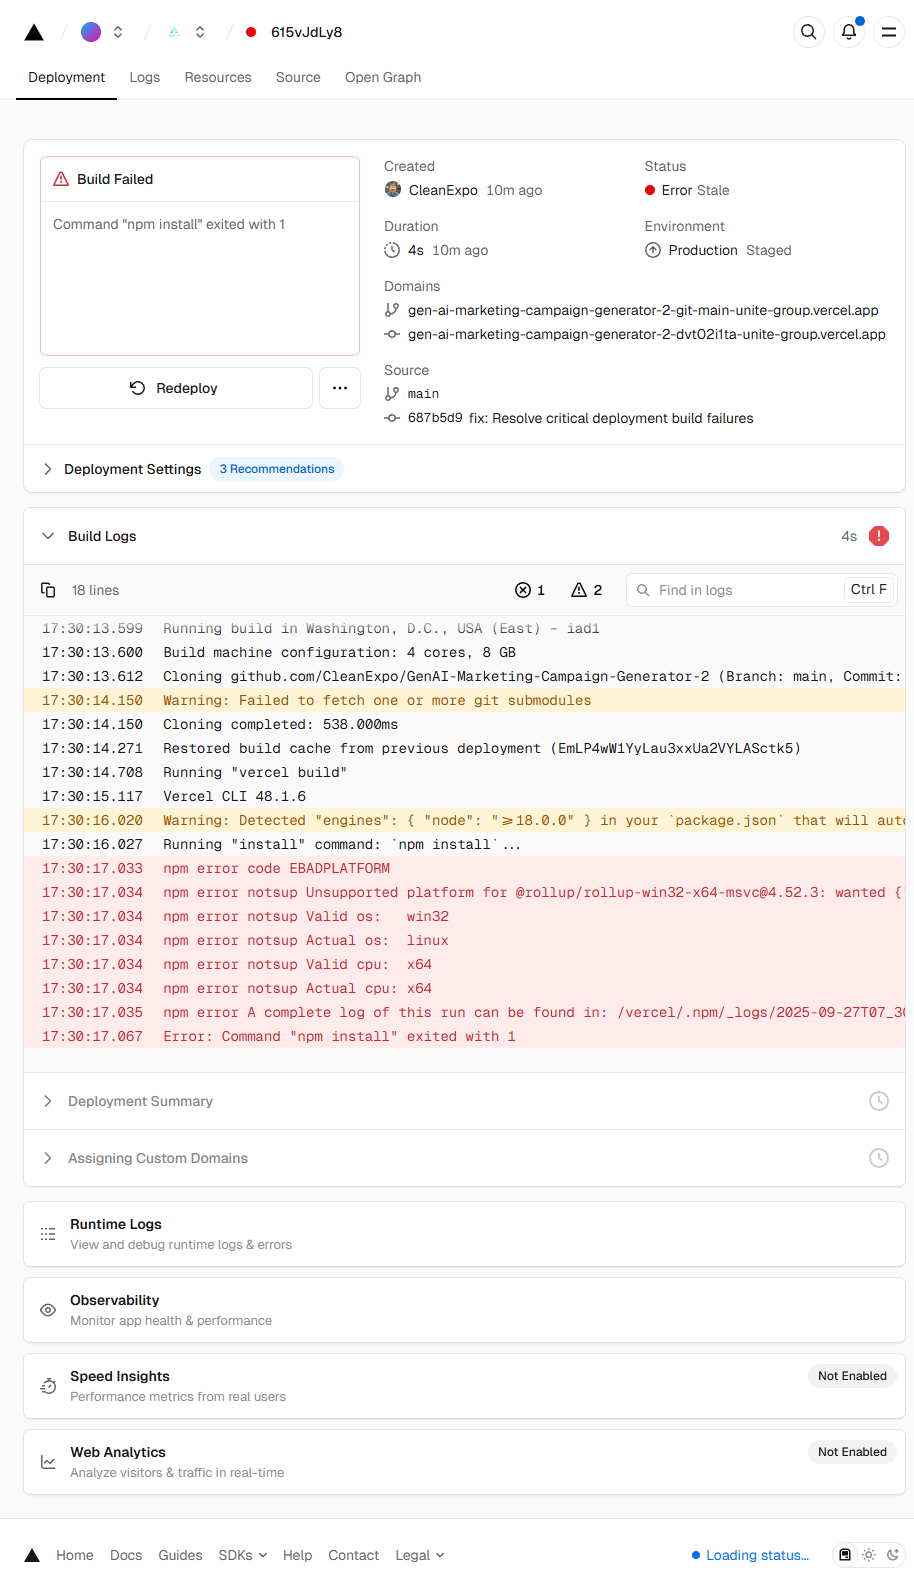 615vJdLy8
Deployment Logs Resources Source Open Graph
Build Failed
Command "npm install" exited with 1
Redeploy
Created
CleanExpo 10m ago
Status
Error Stale
Duration
4s 10m ago
Environment
Production Staged
Domains
gen-ai-marketing-campaign-generator-2-git-main-unite-group.vercel.app
gen-ai-marketing-campaign-generator-2-dvt02i1ta-unite-group.vercel.app
Source
main
687b5d9 fix: Resolve critical deployment build failures
Deployment Settings 3 Recommendations
Build Logs 4s
18 lines 1 2 Find in logs Ctrl F
17:30:13.599 Running build in Washington, D.C., USA (East) – iad1
17:30:13.600 Build machine configuration: 4 cores, 8 GB
17:30:13.612 Cloning github.com/CleanExpo/GenAI-Marketing-Campaign-Generator-2 (Branch: main, Commit:
17:30:14.150 Warning: Failed to fetch one or more git submodules
17:30:14.150 Cloning completed: 538.000ms
17:30:14.271 Restored build cache from previous deployment (EmLP4wW1YyLau3xxUa2VYLASctk5)
17:30:14.708 Running "vercel build"
17:30:15.117 Vercel CLI 48.1.6
17:30:16.020 Warning: Detected "engines": { "node": ">=18.0.0" } in your `package.json` that will auto
17:30:16.027 Running "install" command: `npm install`...
17:30:17.033 npm error code EBADPLATFORM
17:30:17.034 npm error notsup Unsupported platform for @rollup/rollup-win32-x64-msvc@4.52.3: wanted {
17:30:17.034 npm error notsup Valid os: win32
17:30:17.034 npm error notsup Actual os: linux
17:30:17.034 npm error notsup Valid cpu: x64
17:30:17.034 npm error notsup Actual cpu: x64
17:30:17.035 npm error A complete log of this run can be found in: /vercel/.npm/_logs/2025-09-27T07_30
17:30:17.067 Error: Command "npm install" exited with 1
Deployment Summary
Assigning Custom Domains
Runtime Logs
View and debug runtime logs & errors
Observability
Monitor app health & performance
Speed Insights Not Enabled
Performance metrics from real users
Web Analytics Not Enabled
Analyze visitors & traffic in real-time
Home Docs Guides SDKs Help Contact Legal Loading status...